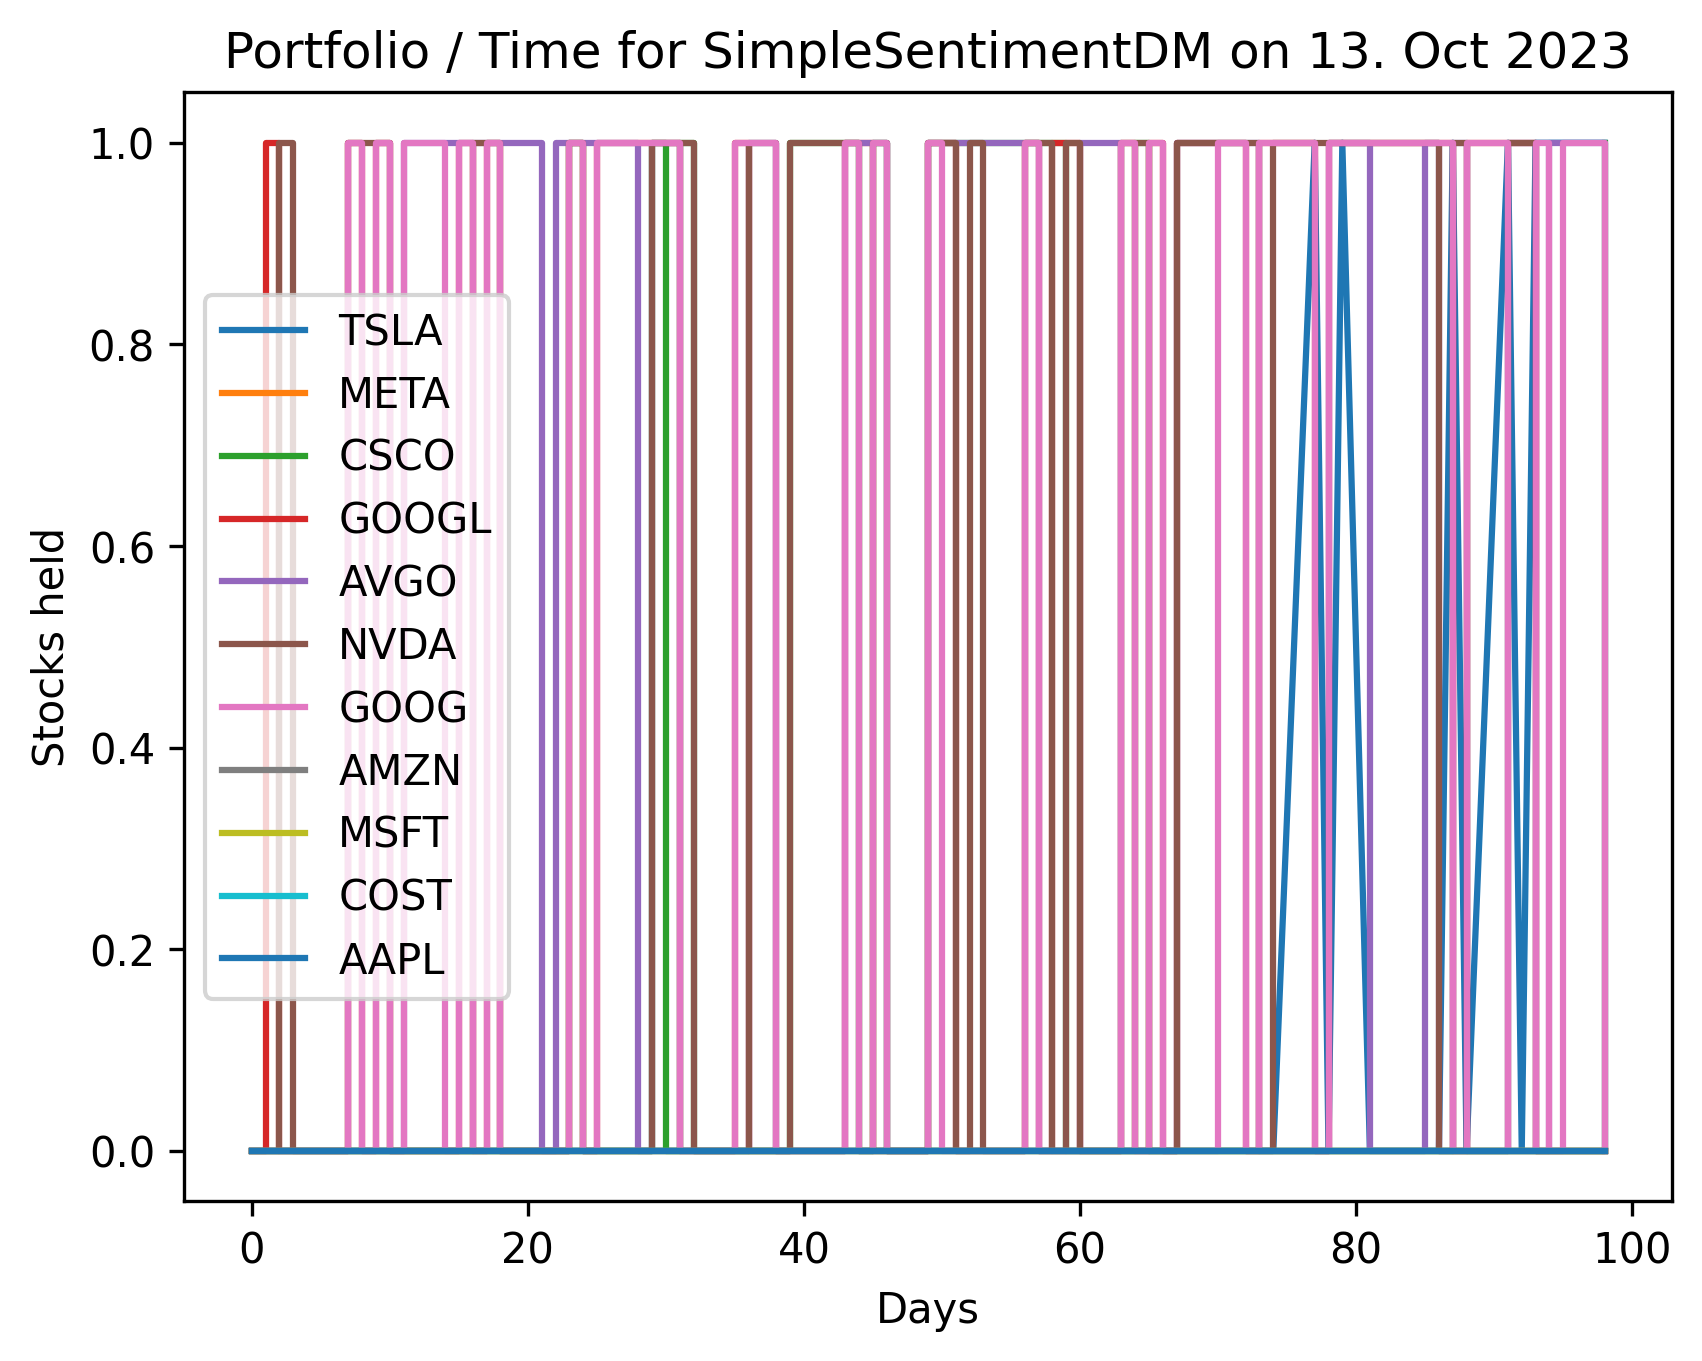 Portfolio / Time for SimpleSentimentDM on 13. Oct 2023
Stocks held
1.0
0.8
0.6
0.4
0.2
0.0
TSLA
META
CSCO
GOOGL
AVGO
NVDA
GOOG
AMZN
MSFT
COST
AAPL
0 20 40 60 80 100
Days